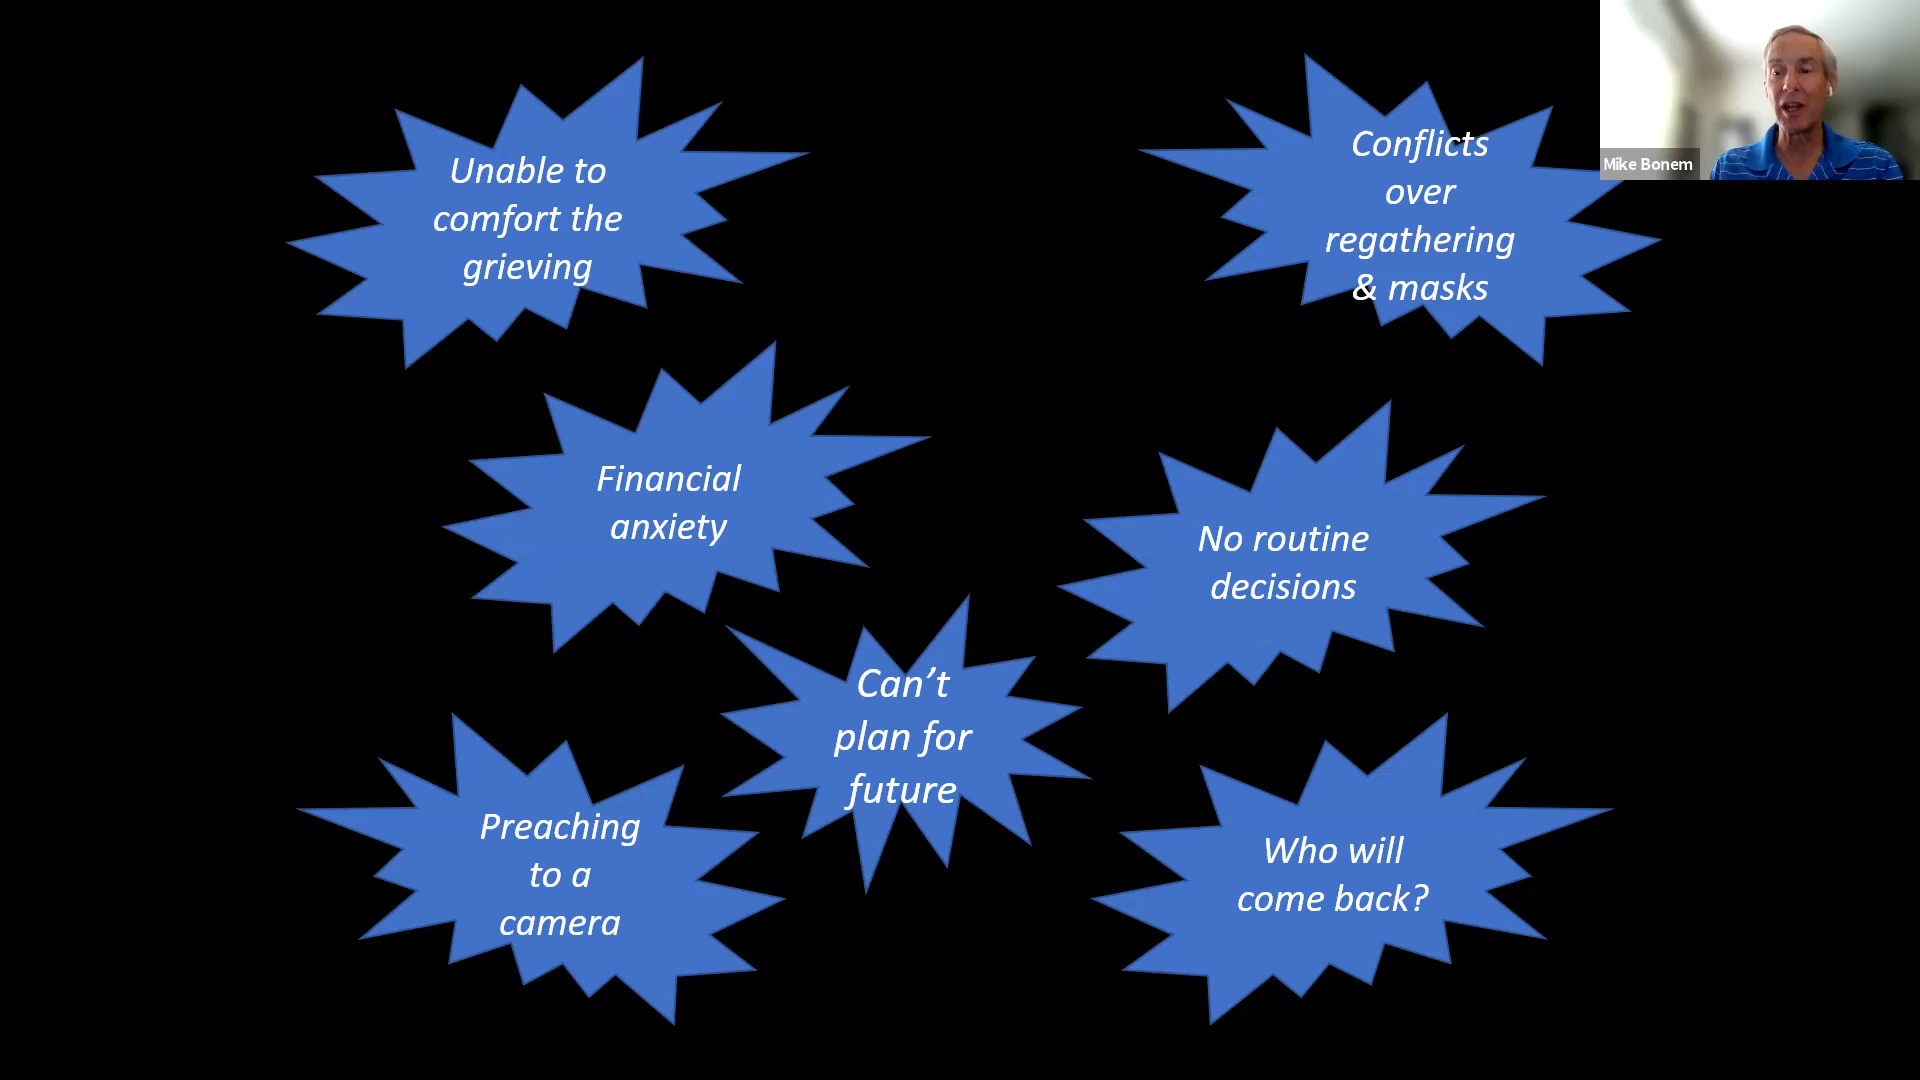 Unable to
comfort the
grieving
Conflicts
over
regathering
& masks
Mike Bonem
Financial
anxiety
No routine
decisions
Can’t
plan for
future
Preaching
to a
camera
Who will
come back?